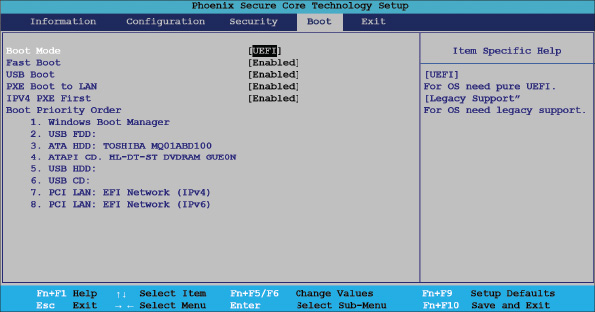 Phoenix Secure Core Technology Setup
Information Configuration Security Boot Exit
Boot Mode [UEFI]
Fast Boot [Enabled]
USB Boot [Enabled]
PXE Boot to LAN [Enabled]
IPV4 PXE First [Enabled]
Boot Priority Order
1. Windows Boot Manager
2. USB FDD:
3. ATA HDD: TOSHIBA MQ01ABD100
4. ATAPI CD. HL-DT-ST DVDRAM GUE0N
5. USB HDD:
6. USB CD:
7. PCI LAN: EFI Network (IPv4)
8. PCI LAN: EFI Network (IPv6)
Item Specific Help
[UEFI]
For OS need pure UEFI.
[Legacy Support"
For OS need legacy support.
Fn+F1 Help ↑↓ Select Item Fn+F5/F6 Change Values Fn+F9 Setup Defaults
Esc Exit → ← Select Menu Enter Select Sub-Menu Fn+F10 Save and Exit